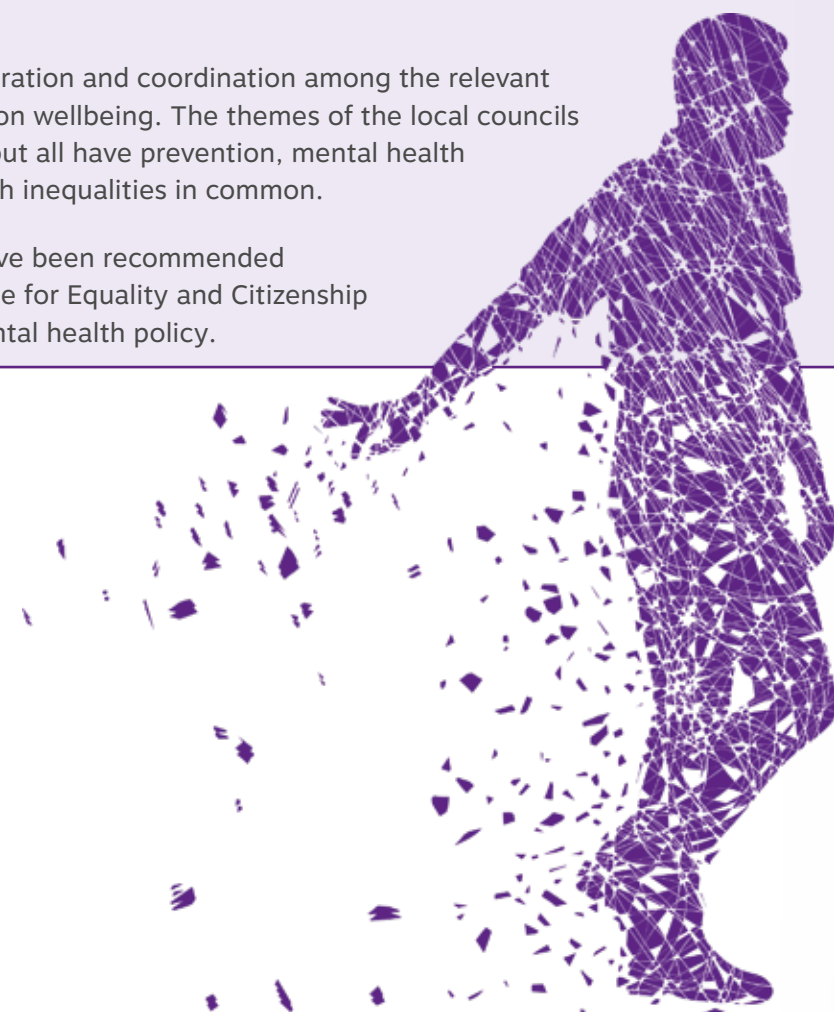 ration and coordination among the relevant
on wellbeing. The themes of the local councils
out all have prevention, mental health
h inequalities in common.
ve been recommended
e for Equality and Citizenship
ntal health policy.